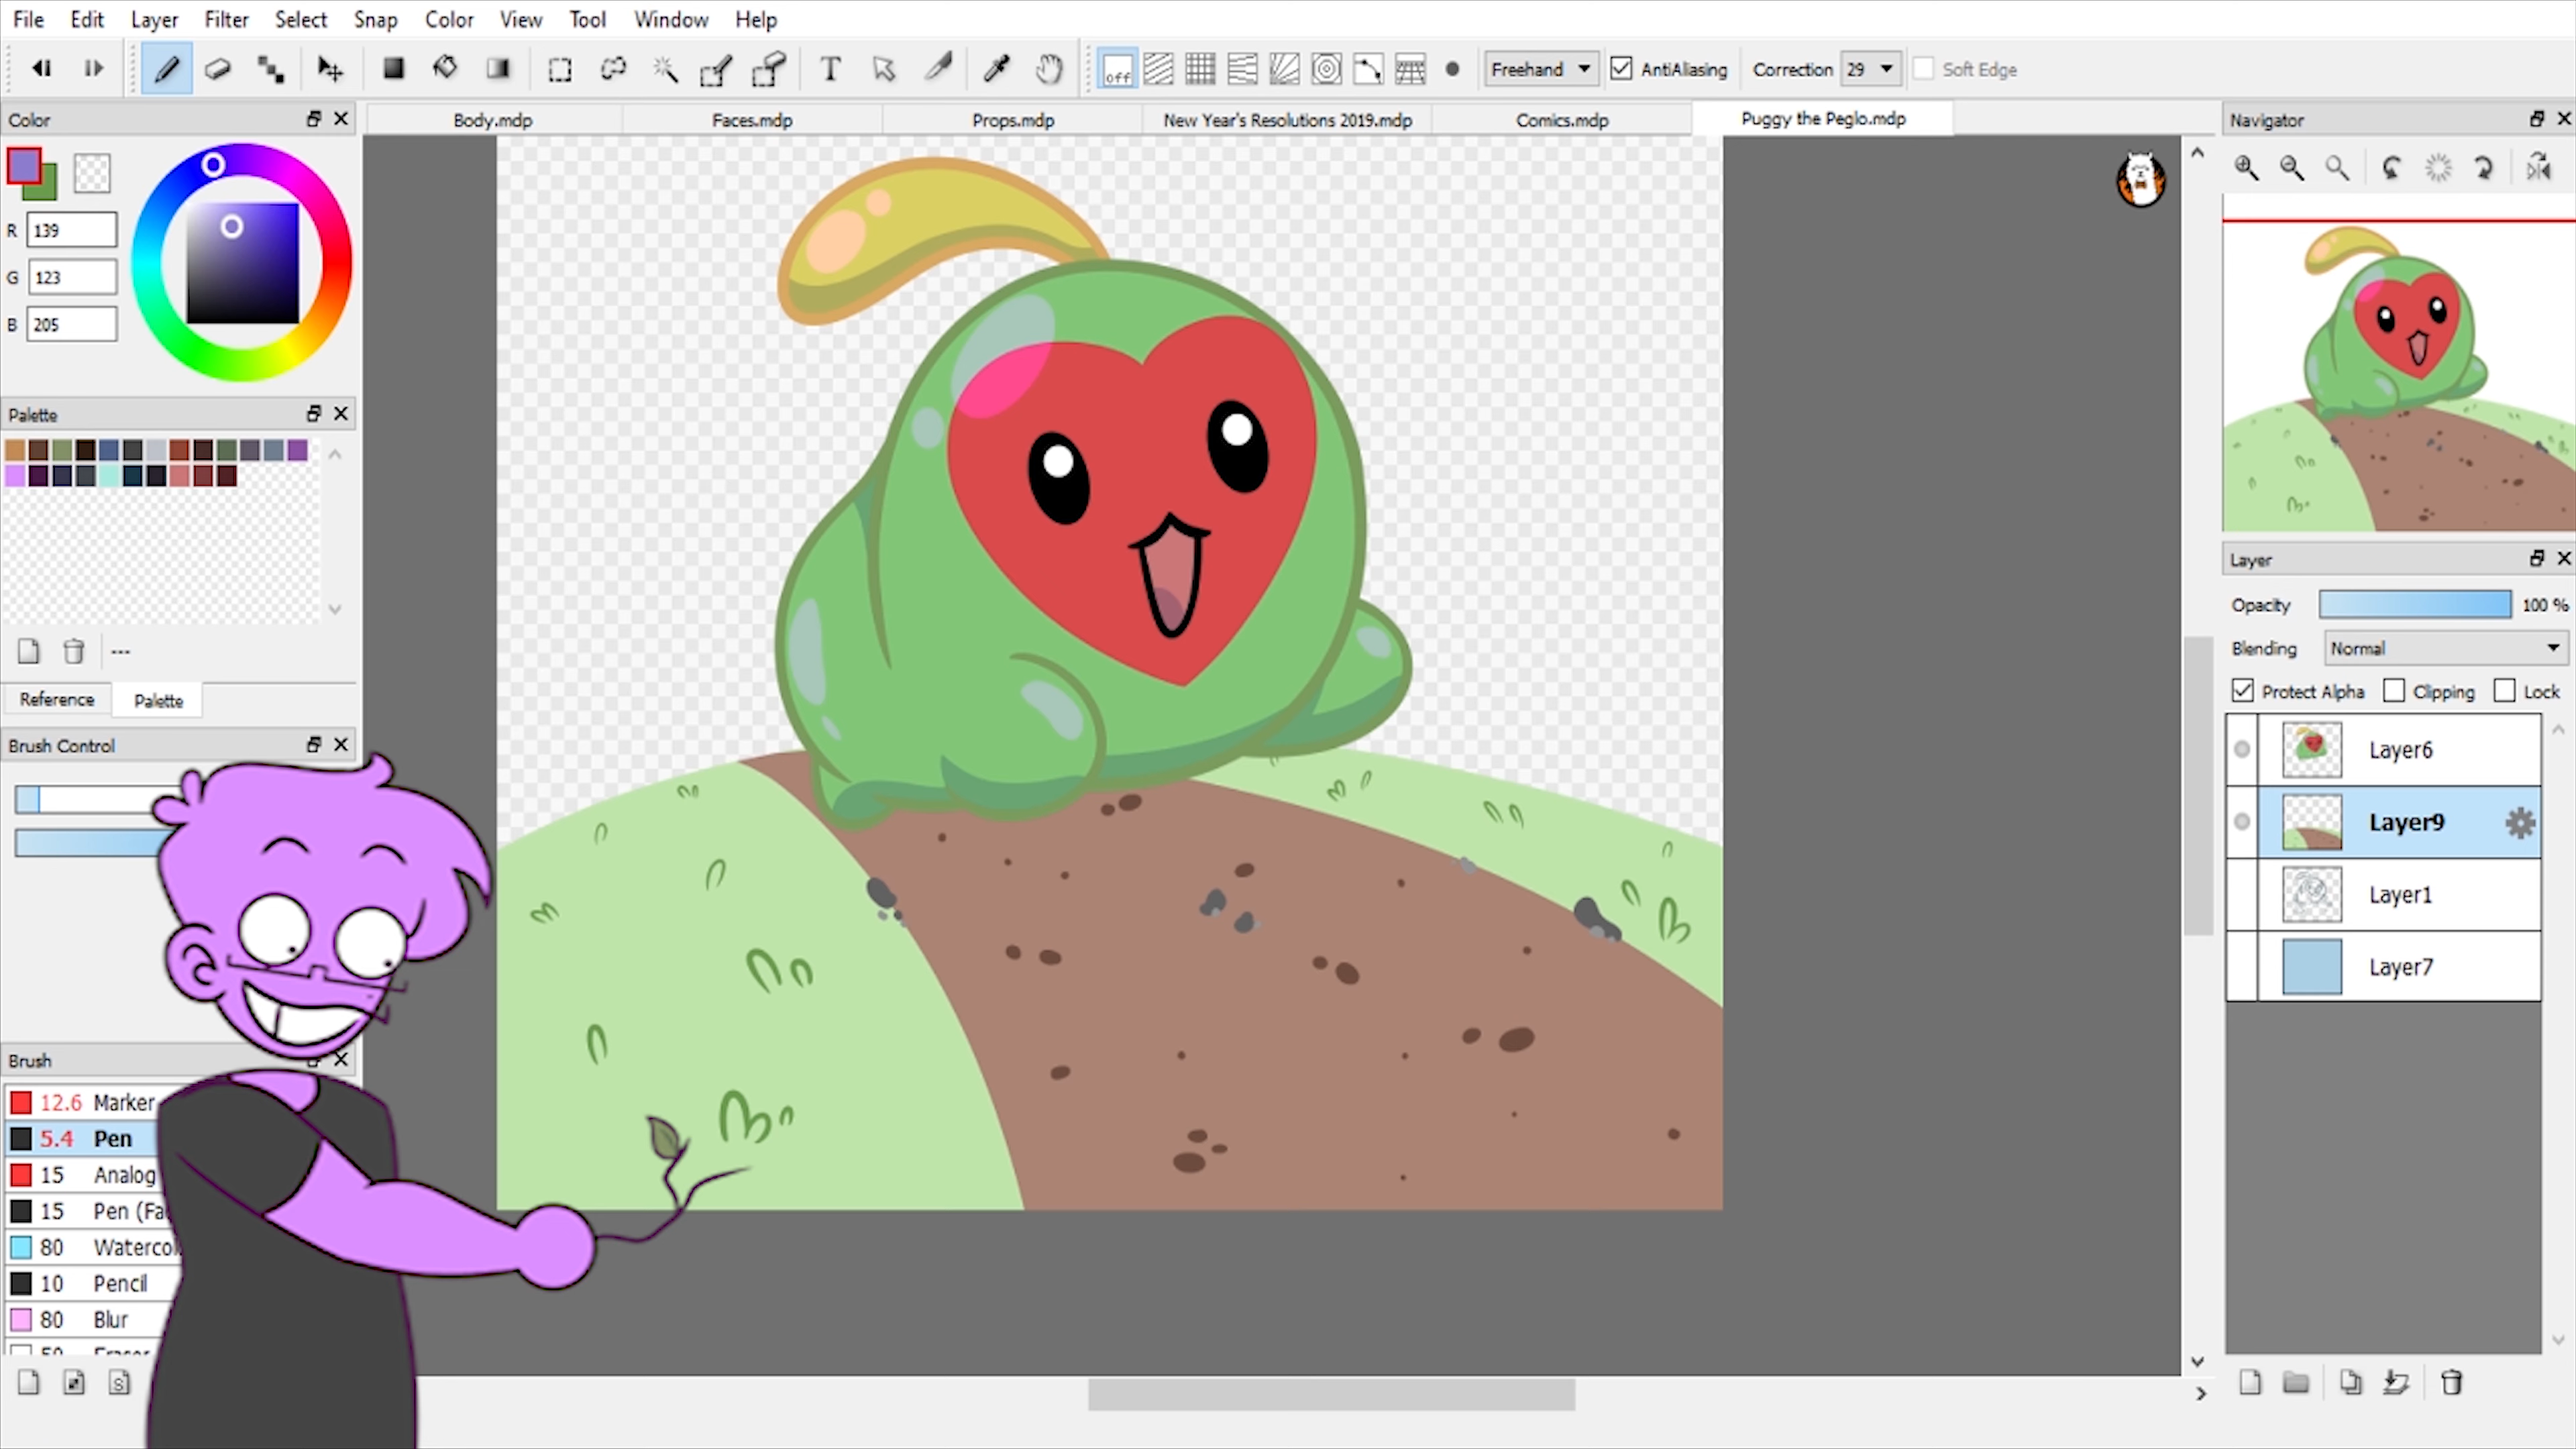 File Edit Layer Filter Select Snap Color View Tool Window Help
off Freehand AntiAliasing Correction 29 Soft Edge
Color
Body.mdp Faces.mdp Props.mdp New Year's Resolutions 2019.mdp Comics.mdp Puggy the Peglo.mdp
Navigator
R 139
G 123
B 205
Palette
Reference Palette
Brush Control
Brush
12.6 Marker
5.4 Pen
15 Analog
15 Pen (Fa
80 Waterco
10 Pencil
80 Blur
50 Eraser
Layer
Opacity 100 %
Blending Normal
Protect Alpha Clipping Lock
Layer6
Layer9
Layer1
Layer7